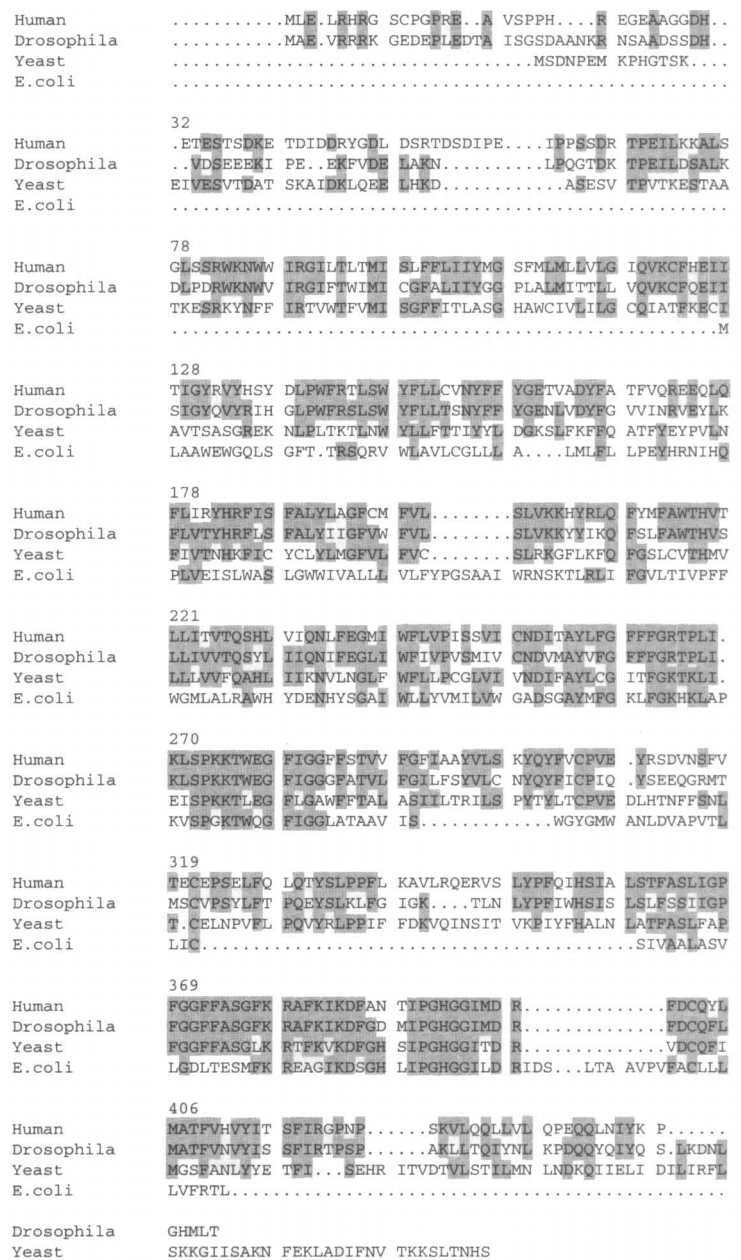 Human ..........MLE.LRHRG SCPGPRE..A VSPPH....R EGEAAGGDH.
Drosophila .......MAE.VRRRK GEDEPLEDTA ISGSDAANKR NSAADSSDH.
Yeast ..............................MSDNPEM KPHGTSK...
E.coli ..................................................
32
Human .ETESTSDKE TDIDDRYGDL DSRTDSDIPE ....IPPSSDR TPEILKKALS
Drosophila ..VDSEEEKI PE..EKFVDE LAKN...... ....LPQGTDK TPEILDSALK
Yeast EIVESVTDAT SKAIDKLQEE LHKD...... ....ASESV TPVTKESTAA
E.coli ..................................................
78
Human GLSSRWKNWW IRGILTLTMI SLFFLIIYMG SFMLMLLVLG IQVKCFHEII
Drosophila DLPDRWKNWV IRGIFTWIMI CGFALIIYGG PLALMITTLL VQVKCFQEII
Yeast TKESRKYNFF IRTVWTFVMI SGFFITLASG HAWCIVLILG CQIATFKECI
E.coli .................................................M
128
Human TIGYRVYHSY DLPWFRTLSW YFLLCVNYFF YGETVADYFA TFVQREEQLQ
Drosophila SIGYQVYRIH GLPWFRSLSW YFLLTSNYFF YGENLVDYFG VVINRVEYLK
Yeast AVTSASGREK NLPLTKTLNW YLLFTTIYYL DGKSLFKFFQ ATFYEYPVLN
E.coli LAAWEWGQLS GFT.TRSQRV WLAVLCGLLL A....LMLFL LPEYHRNIHQ
178
Human FLIRYHRFIS FALYLAGFCM FVL....... SLVKKHYRLQ FYMFAWTHVT
Drosophila FLVTYHRFLS FALYIIGFVW FVL....... SLVKKYYIKQ FSLFAWTHVS
Yeast FIVTNHKFIC YCLYLMGFVL FVC....... SLRKGFLKFQ FGSLCVTHMV
E.coli PLVEISLWAS LGWWIVALLL VLFYPGSAAI WRNSKTLRLI FGVLTIVPFF
221
Human LLITVTQSHL VIQNLFEGMI WFLVPISSVI CNDITAYLFG FFFGRTPLI.
Drosophila LLIVVTQSYL IIQNIFEGLI WFIVPVSMIV CNDVMAYVFG FFFGRTPLI.
Yeast LLLVVFQAHL IIKNVLNGLF WFLLPCGLVI VNDIFAYLCG ITFGKTKLI.
E.coli WGMLALRAWH YDENHYSGAI WLLYVMILVW GADSGAYMFG KLFGKHKLAP
270
Human KLSPKKTWEG FIGGFFSTVV FGFIAAYVLS KYQYFVCPVE .YRSDVNSFV
Drosophila KLSPKKTWEG FIGGGFATVL FGILFSYVLC NYQYFICPIQ .YSEEQGRMT
Yeast EISPKKTLEG FLGAWFFTAL ASIILTRILS PYTYLTCPVE DLHTNFFSNL
E.coli KVSPGKTWQG FIGGLATAAV IS............WGYGMW ANLDVAPVTL
319
Human TECEPSELFQ LQTYSLPPFL KAVLRQERVS LYPFQIHSIA LSTFASLIGP
Drosophila MSCVPSYLFT PQEYSLKLFG IGK....TLN LYPFIWHSIS LSLFSSIIGP
Yeast T.CELNPVFL PQVYRLPPIF FDKVQINSIT VKPIYFHALN LATFASLFAP
E.coli LIC.......................................SIVAALASV
369
Human FGGFFASGFK RAFKIKDFAN TIPGHGGIMD R......... ....FDCQYL
Drosophila FGGFFASGFK RAFKIKDFGD MIPGHGGIMD R......... ....FDCQFL
Yeast FGGFFASGLK RTFKVKDFGH SIPGHGGITD R......... ....VDCQFI
E.coli LGDLTESMFK REAGIKDSGH LIPGHGGILD RIDS...LTA AVPVFACLLL
406
Human MATFVHVYIT SFIRGPNP.. ...SKVLQQLLVL QPEQQLNIYK P.....
Drosophila MATFVNVYIS SFIRTPSP.. ...AKLLTQIYNL KPDQQYQIYQ S.LKDNL
Yeast MGSFANLYYE TFI...SEHR ITVDTVLSTILMN LNDKQIIELI DILIRFL
E.coli LVFRTL............................................
Drosophila GHMLT
Yeast SKKGIISAKN FEKLADIFNV TKKSLTNHS